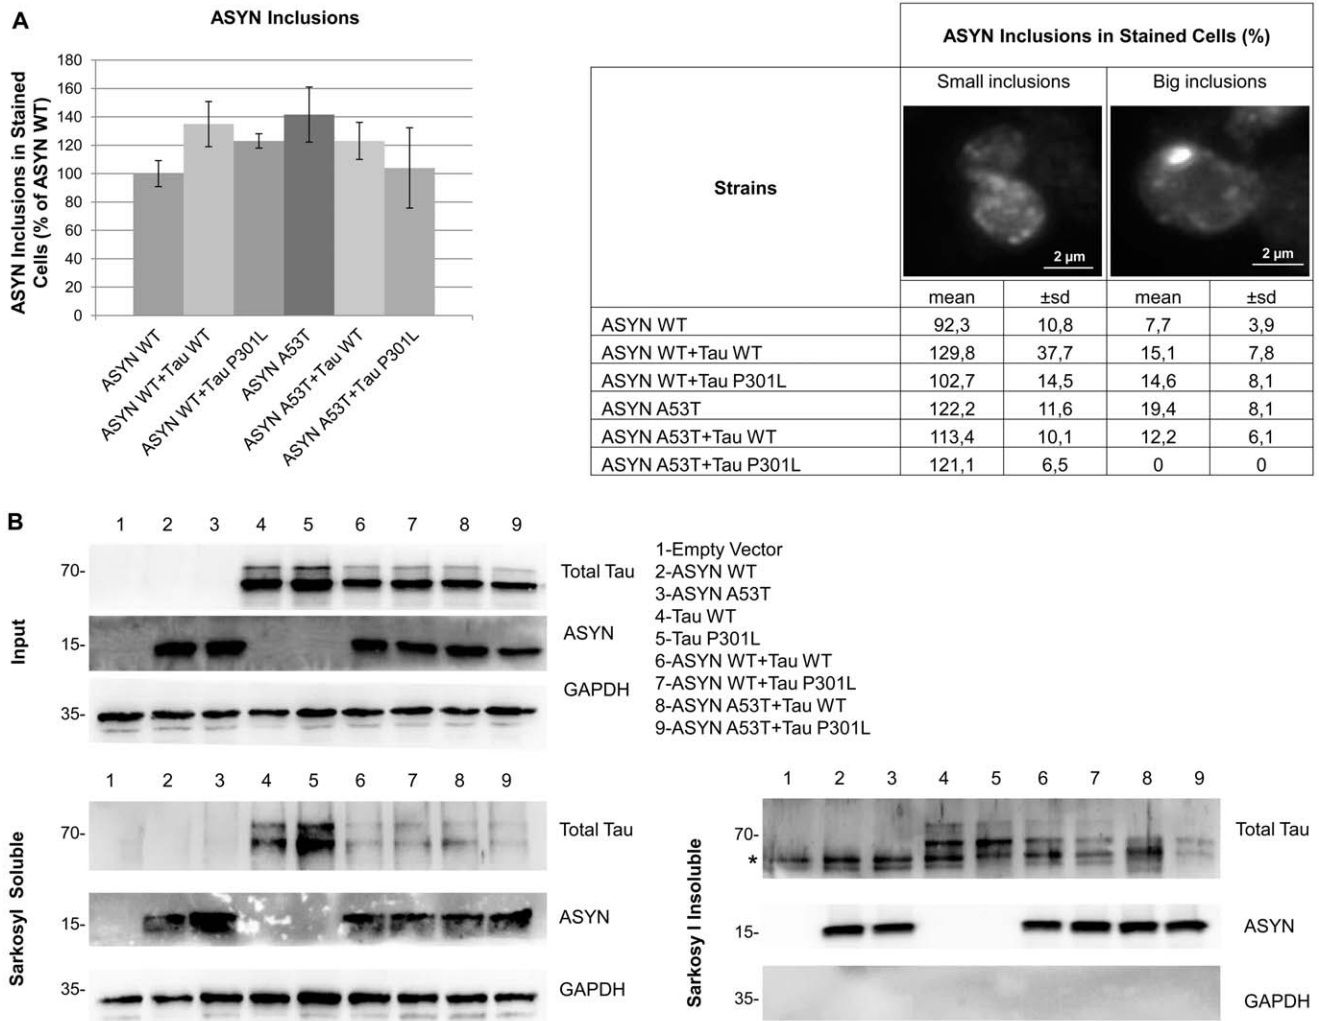 A
ASYN Inclusions
ASYN Inclusions in Stained
Cells (% of ASYN WT)
180
160
140
120
100
80
60
40
20
0
ASYN WT
ASYN WT+Tau WT
ASYN WT+Tau P301L
ASYN A53T
ASYN A53T+Tau WT
ASYN A53T+Tau P301L
ASYN Inclusions in Stained Cells (%)
Strains
Small inclusions Big inclusions
2 µm 2 µm
mean ±sd mean ±sd
ASYN WT 92,3 10,8 7,7 3,9
ASYN WT+Tau WT 129,8 37,7 15,1 7,8
ASYN WT+Tau P301L 102,7 14,5 14,6 8,1
ASYN A53T 122,2 11,6 19,4 8,1
ASYN A53T+Tau WT 113,4 10,1 12,2 6,1
ASYN A53T+Tau P301L 121,1 6,5 0 0
B
1 2 3 4 5 6 7 8 9
Input
70- Total Tau
15- ASYN
35- GAPDH
1-Empty Vector
2-ASYN WT
3-ASYN A53T
4-Tau WT
5-Tau P301L
6-ASYN WT+Tau WT
7-ASYN WT+Tau P301L
8-ASYN A53T+Tau WT
9-ASYN A53T+Tau P301L
1 2 3 4 5 6 7 8 9
Sarkosyl Soluble
70- Total Tau
15- ASYN
35- GAPDH
1 2 3 4 5 6 7 8 9
Sarkosy l Insoluble
70- Total Tau
*
15- ASYN
35- GAPDH